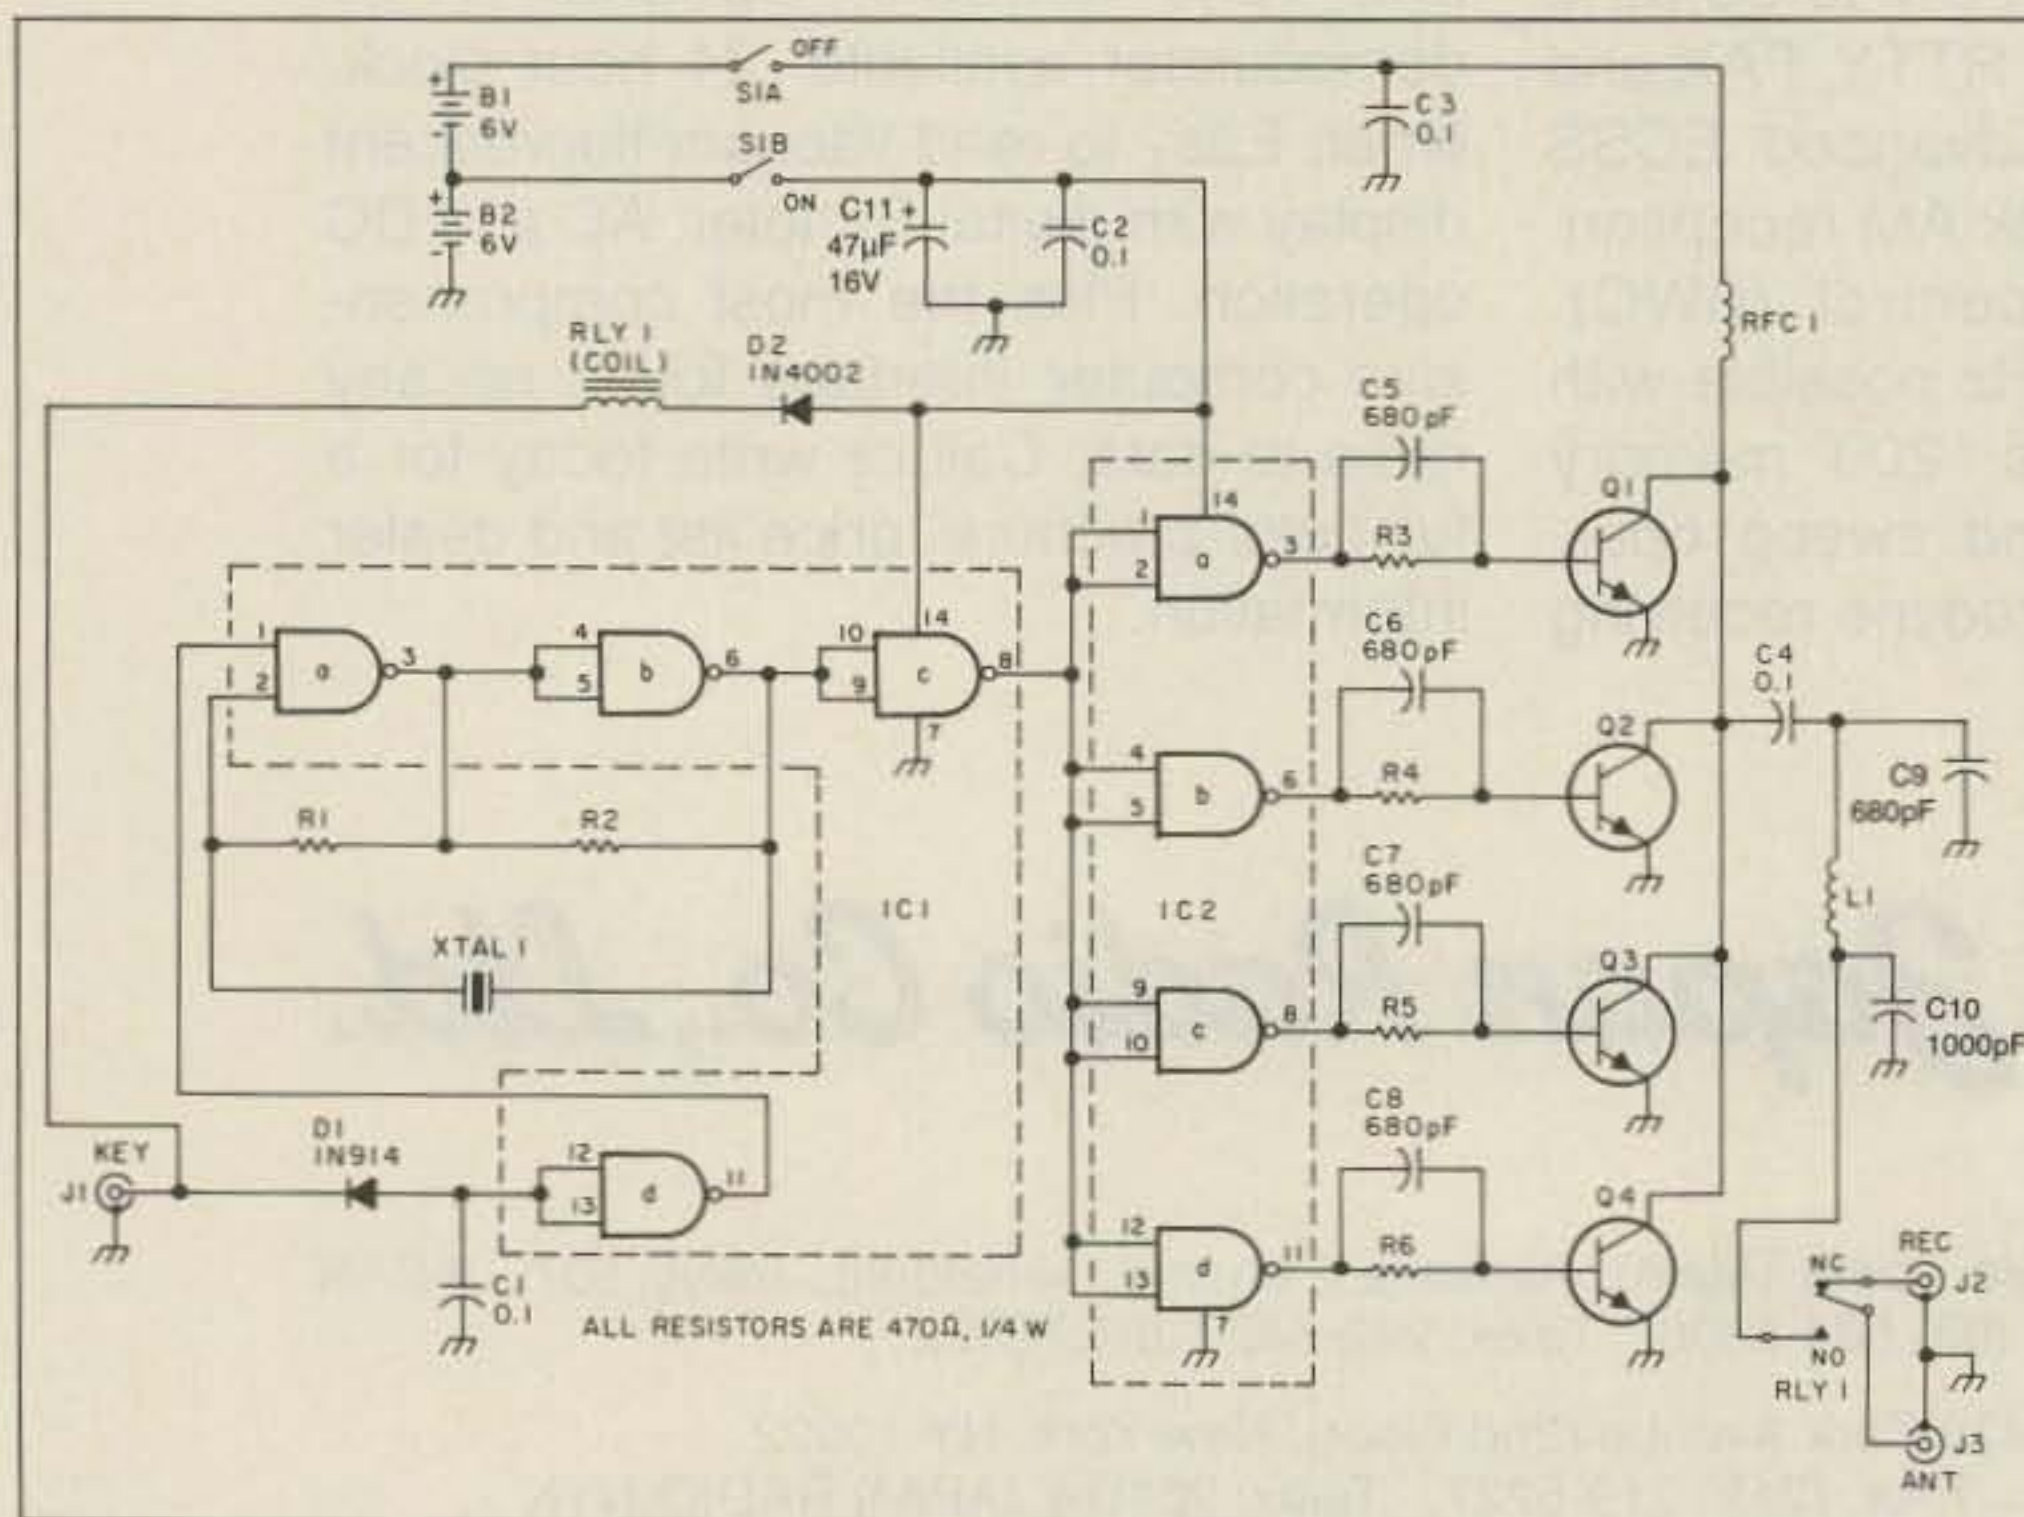 OFF
S1A
+
B1
6V
-
C3
0.1
S1B
ON
+
B2
6V
-
C11 +
47µF
16V
C2
0.1
RFC1
RLY 1
(COIL)
D2
1N4002
C5
680pF
Q1
14
1
2
a
3
R3
1
2
a
3
4
5
b
6
10
9
14
c
8
7
C6
680pF
C4
0.1
Q2
4
5
b
6
R4
C9
680pF
R1
R2
C7
680pF
L1
IC1
IC2
XTAL 1
Q3
9
10
c
8
R5
C10
1000pF
C8
680pF
KEY
J1
D1
1N914
12
13
d
11
Q4
12
13
d
11
7
R6
C1
0.1
ALL RESISTORS ARE 470Ω, 1/4 W
NC
REC
J2
NO
RLY 1
J3
ANT